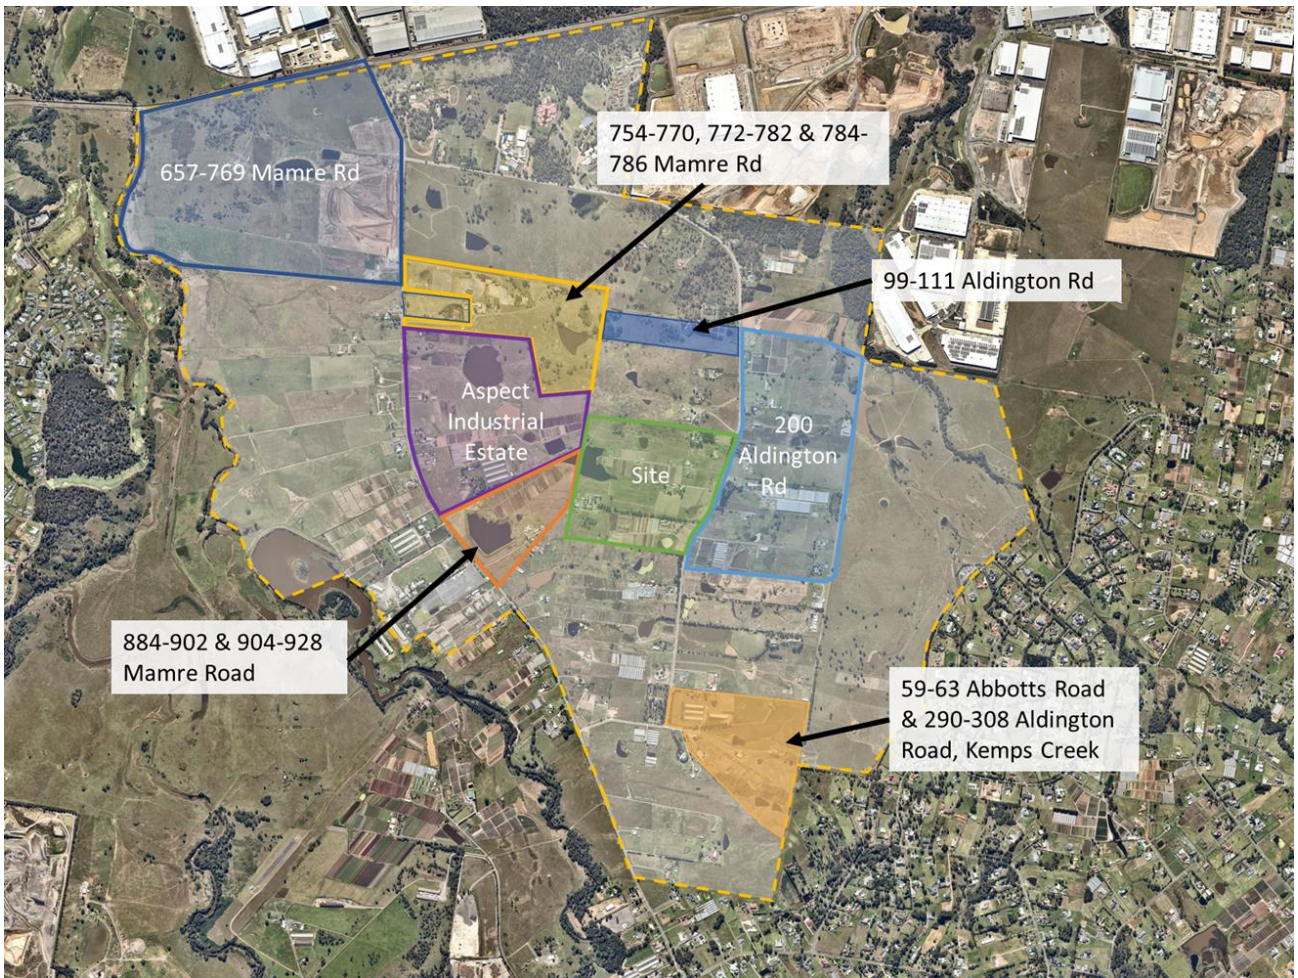 754-770, 772-782 & 784-
786 Mamre Rd
657-769 Mamre Rd
99-111 Aldington Rd
Aspect
Industrial
Estate
200
Aldington
Rd
Site
884-902 & 904-928
Mamre Road
59-63 Abbotts Road
& 290-308 Aldington
Road, Kemps Creek